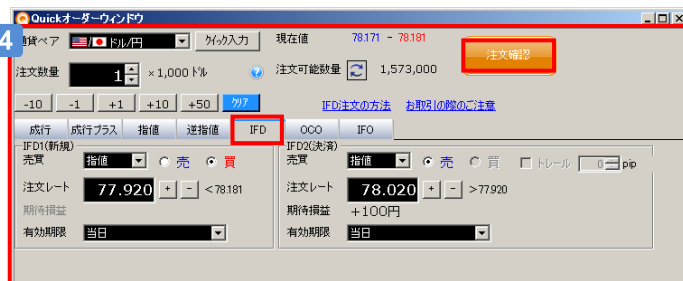 Quickオーダーウィンドウ
4
通貨ペア ドル/円 クイック入力 現在値 78.171 - 78.181 注文確認
注文数量 1 ×1,000ドル ? 注文可能数量 1,573,000
-10 -1 +1 +10 +50 クリア IFD注文の方法 お取引の際のご注意
成行 成行プラス 指値 逆指値 IFD OCO IFO
IFD1(新規) IFD2(決済)
売買 指値 売 買 売買 指値 売 買 トレール 0 pip
注文レート 77.920 + - <78.181 注文レート 78.020 + - >77.920
期待損益 期待損益 +100円
有効期限 当日 有効期限 当日